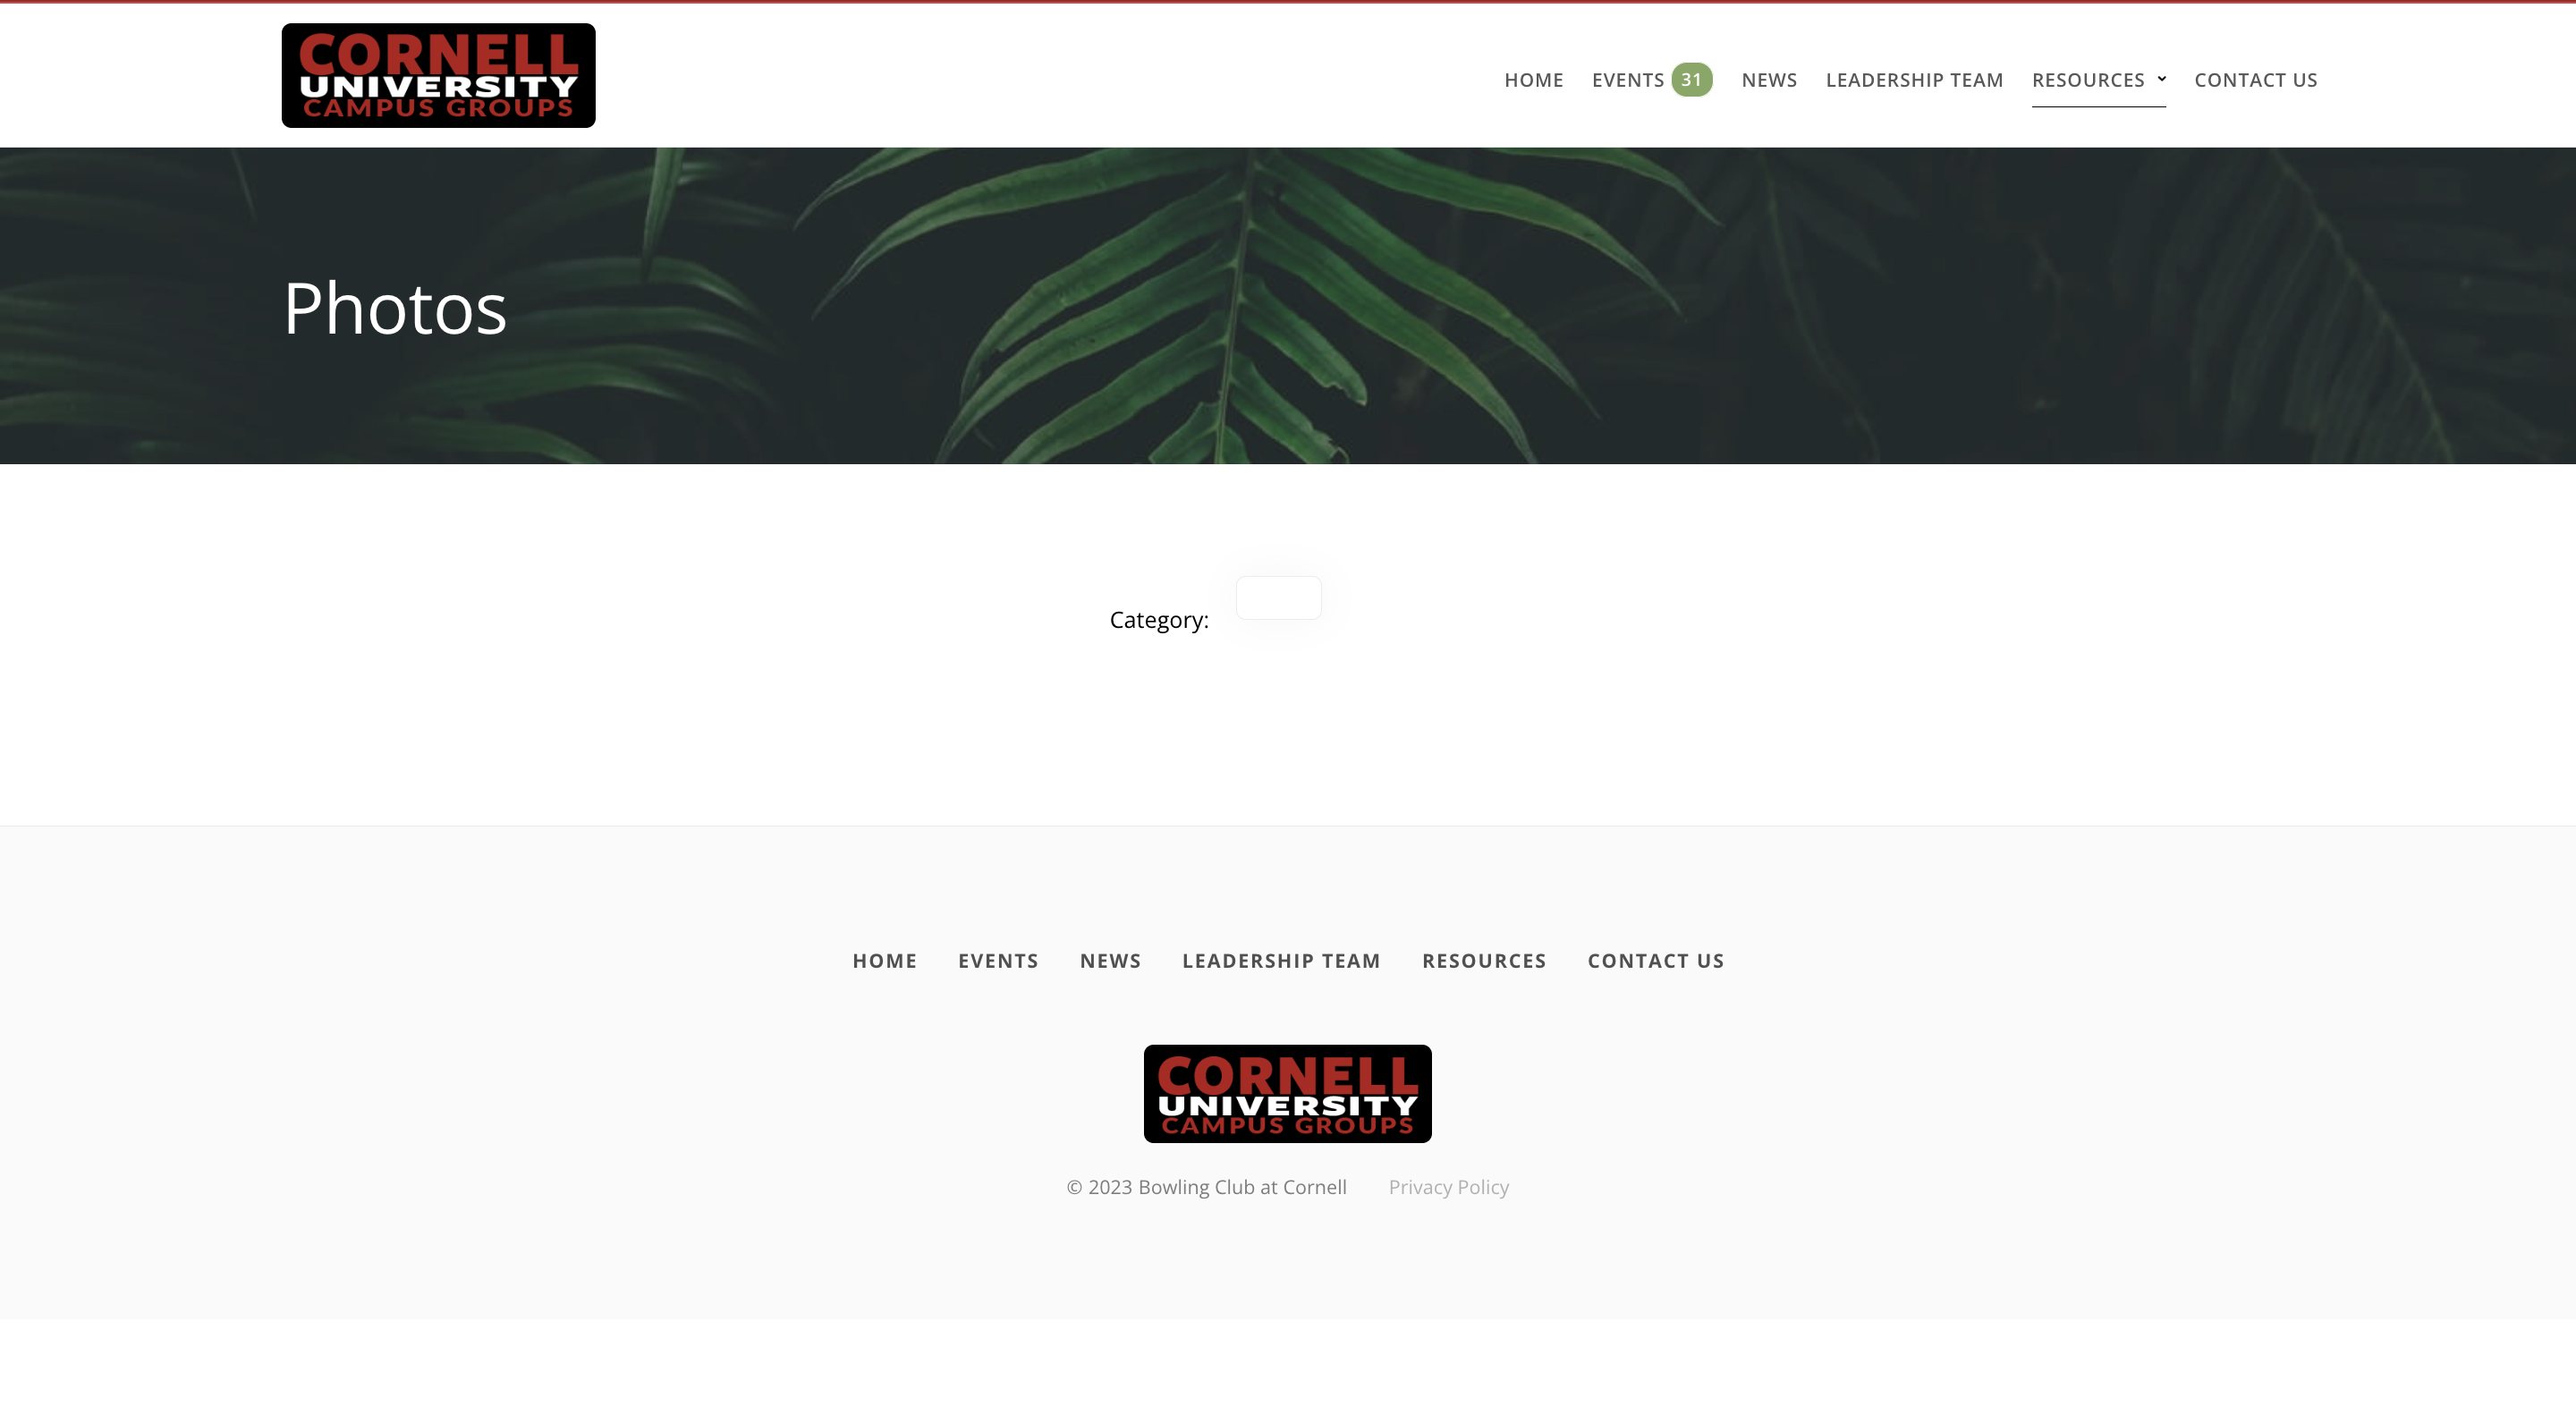 CORNELL
UNIVERSITY
CAMPUS GROUPS
HOME EVENTS 31 NEWS LEADERSHIP TEAM RESOURCES CONTACT US
Photos
Category:
HOME EVENTS NEWS LEADERSHIP TEAM RESOURCES CONTACT US
CORNELL
UNIVERSITY
CAMPUS GROUPS
© 2023 Bowling Club at Cornell Privacy Policy